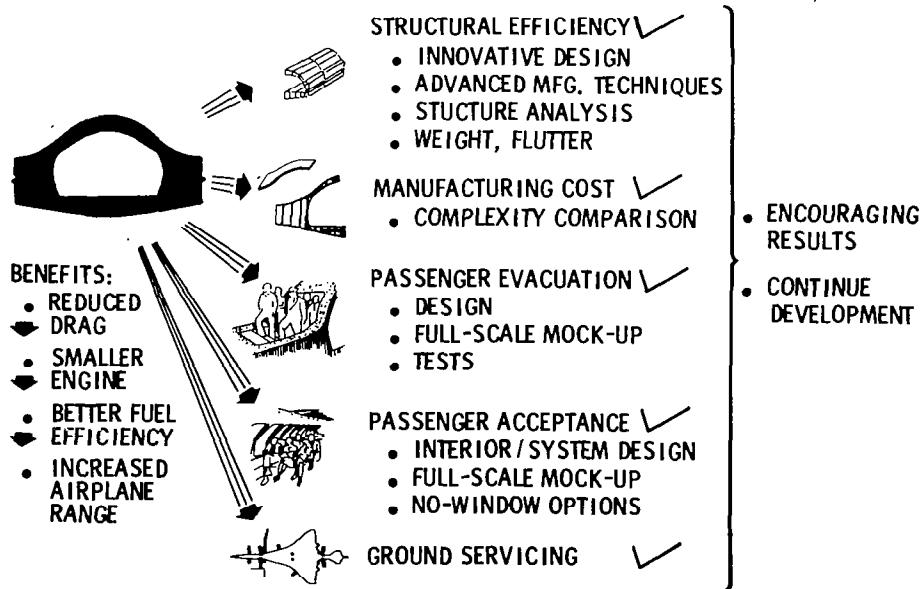 STRUCTURAL EFFICIENCY
• INNOVATIVE DESIGN
• ADVANCED MFG. TECHNIQUES
• STUCTURE ANALYSIS
• WEIGHT, FLUTTER
MANUFACTURING COST
• COMPLEXITY COMPARISON
PASSENGER EVACUATION
• DESIGN
• FULL-SCALE MOCK-UP
• TESTS
PASSENGER ACCEPTANCE
• INTERIOR/SYSTEM DESIGN
• FULL-SCALE MOCK-UP
• NO-WINDOW OPTIONS
GROUND SERVICING
BENEFITS:
• REDUCED
DRAG
• SMALLER
ENGINE
• BETTER FUEL
EFFICIENCY
• INCREASED
AIRPLANE
RANGE
• ENCOURAGING
RESULTS
• CONTINUE
DEVELOPMENT